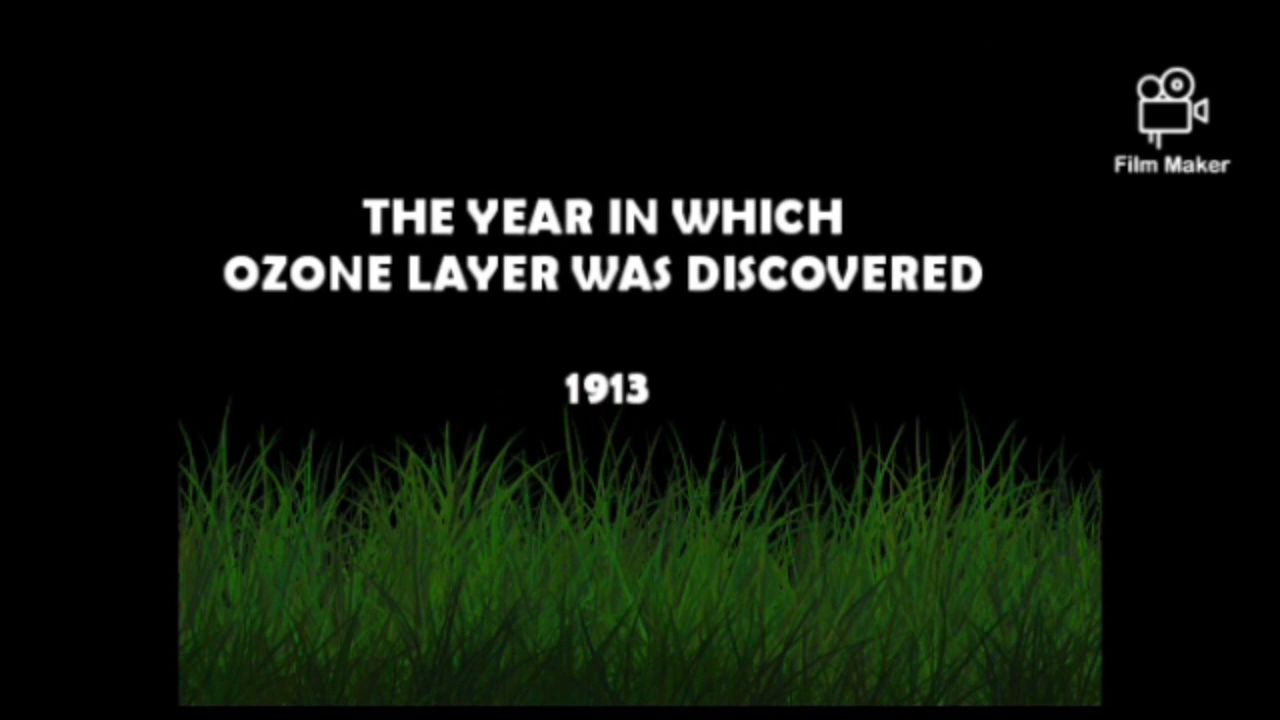 Film Maker
THE YEAR IN WHICH
OZONE LAYER WAS DISCOVERED
1913